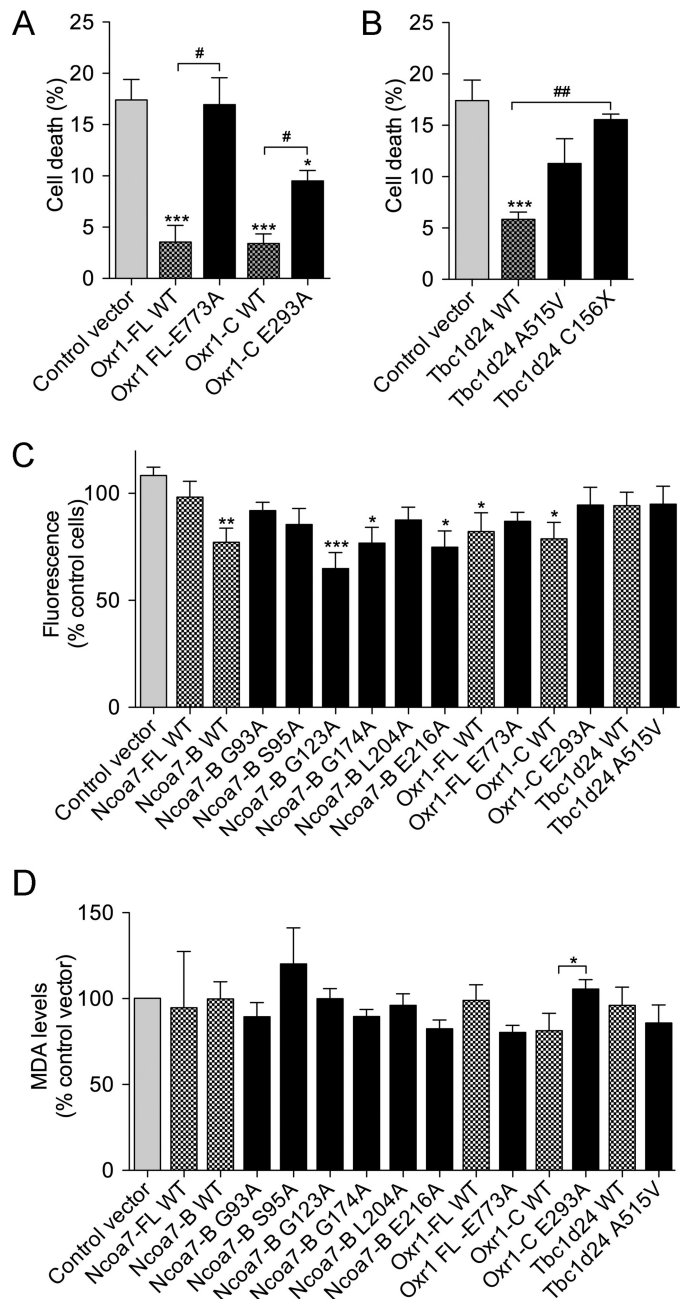 A
Cell death (%)
25
20
15
10
5
0
#
#
***
***
*
Control vector
Oxr1-FL WT
Oxr1 FL-E773A
Oxr1-C WT
Oxr1-C E293A
B
Cell death (%)
25
20
15
10
5
0
##
***
Control vector
Tbc1d24 WT
Tbc1d24 A515V
Tbc1d24 C156X
C
Fluorescence
(% control cells)
100
50
0
**
***
*
*
*
*
Control vector
Ncoa7-FL WT
Ncoa7-B WT
Ncoa7-B G93A
Ncoa7-B S95A
Ncoa7-B G123A
Ncoa7-B G174A
Ncoa7-B L204A
Ncoa7-B E216A
Oxr1-FL WT
Oxr1-FL E773A
Oxr1-C WT
Oxr1-C E293A
Tbc1d24 WT
Tbc1d24 A515V
D
MDA levels
(% control vector)
150
100
50
0
*
Control vector
Ncoa7-FL WT
Ncoa7-B WT
Ncoa7-B G93A
Ncoa7-B S95A
Ncoa7-B G123A
Ncoa7-B G174A
Ncoa7-B L204A
Ncoa7-B E216A
Oxr1-FL WT
Oxr1 FL -E773A
Oxr1-C WT
Oxr1-C E293A
Tbc1d24 WT
Tbc1d24 A515V